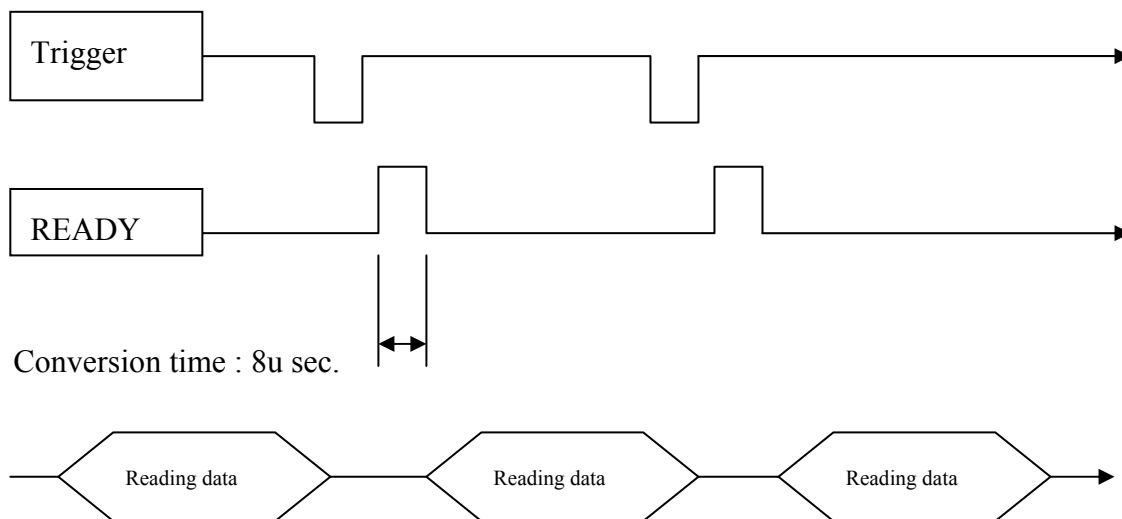 Trigger
READY
Conversion time : 8u sec.
Reading data Reading data Reading data